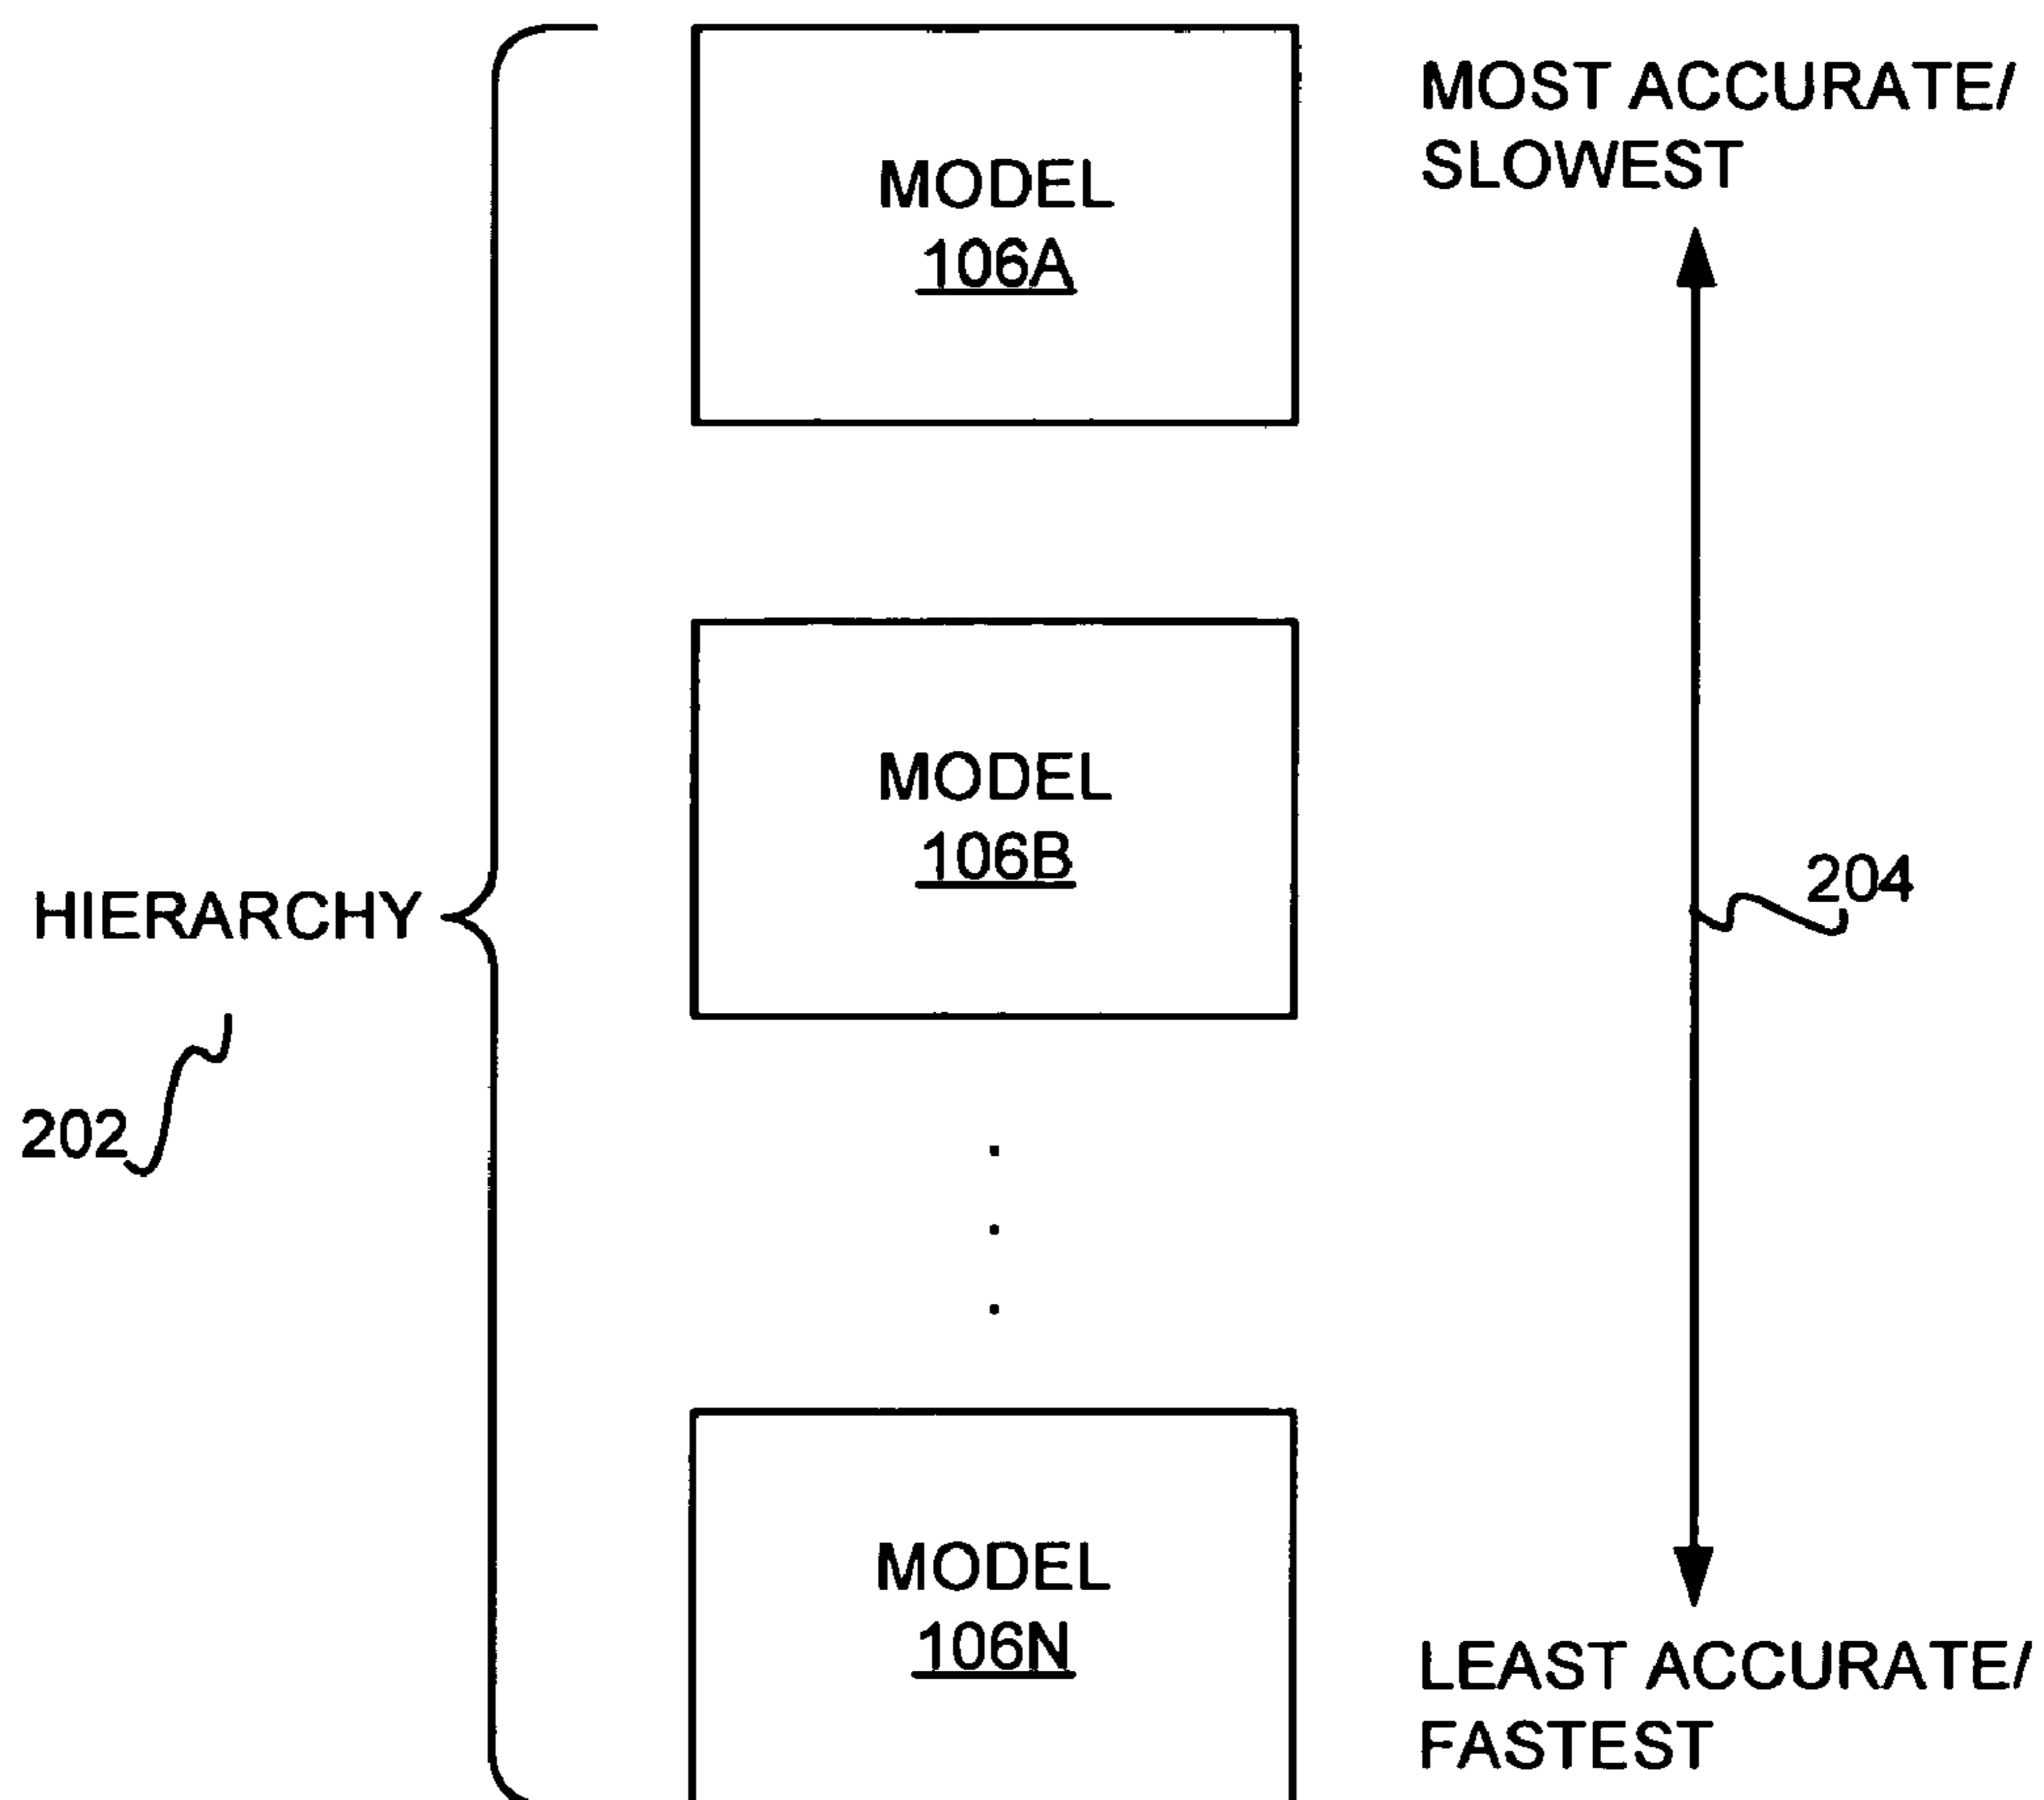 MOST ACCURATE/
SLOWEST
MODEL
106A
MODEL
106B
HIERARCHY
204
202
.
.
.
MODEL
106N
LEAST ACCURATE/
FASTEST